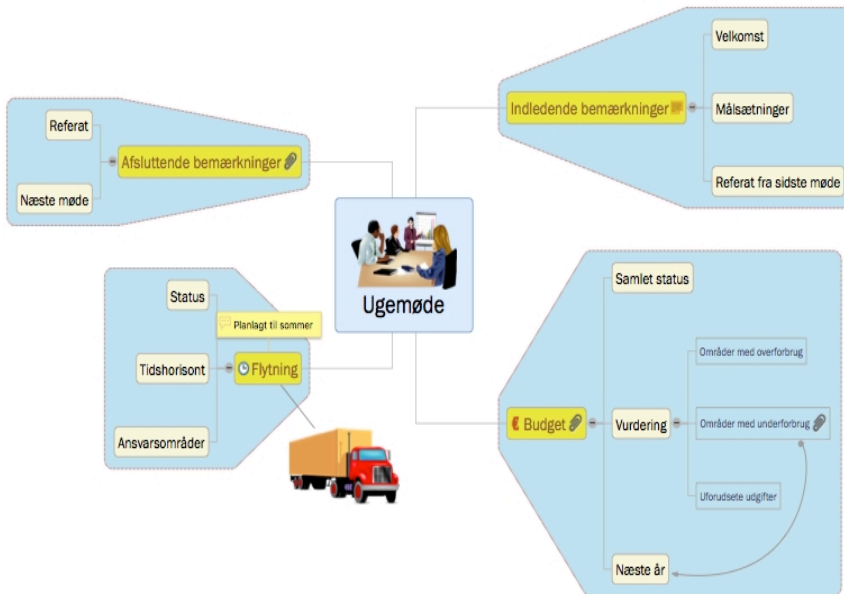 Ugemøde
Indledende bemærkninger
Velkomst
Målsætninger
Referat fra sidste møde
€ Budget
Samlet status
Vurdering
Områder med overforbrug
Områder med underforbrug
Uforudsete udgifter
Næste år
Flytning
Planlagt til sommer
Status
Tidshorisont
Ansvarsområder
Afsluttende bemærkninger
Referat
Næste møde